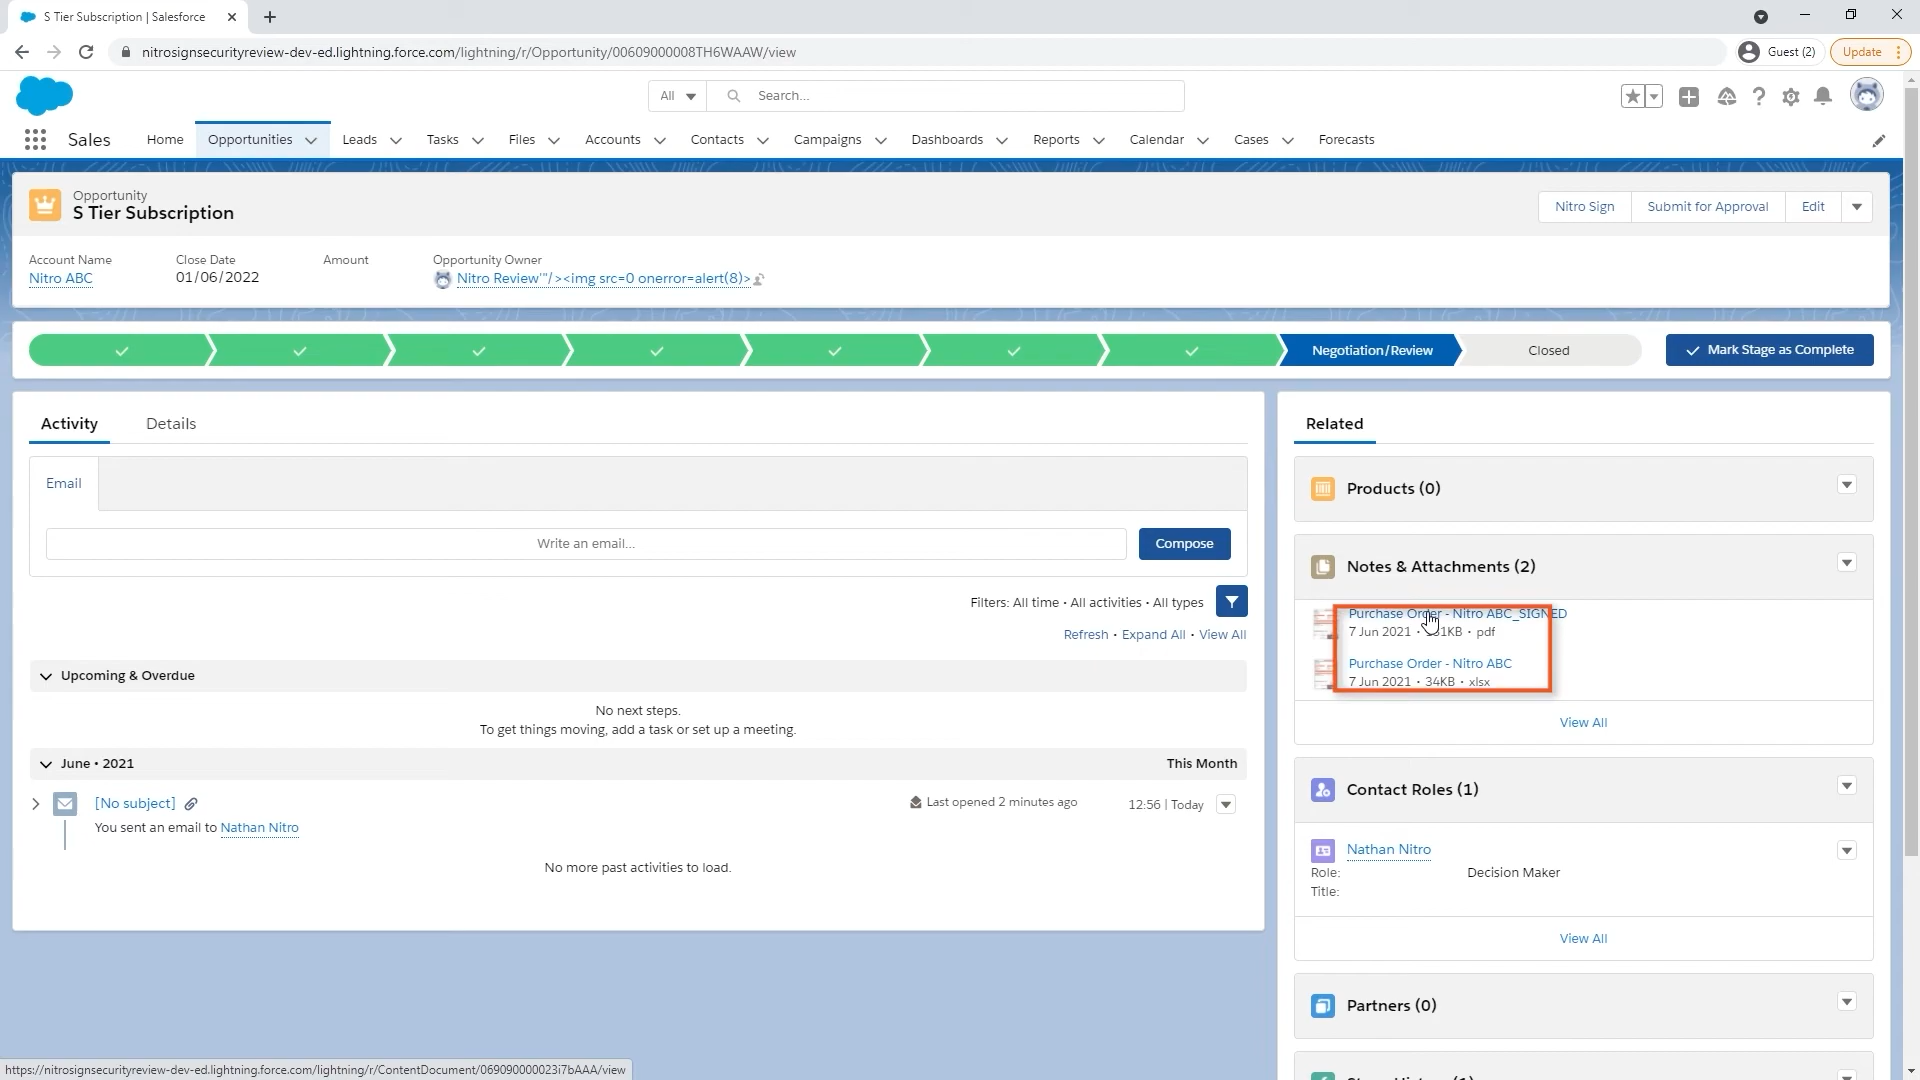 S Tier Subscription | Salesforce
nitrosignsecurityreview-dev-ed.lightning.force.com/lightning/r/Opportunity/00609000008TH6WAAW/view
Guest (2)
Update
All
Search...
Sales
Home
Opportunities
Leads
Tasks
Files
Accounts
Contacts
Campaigns
Dashboards
Reports
Calendar
Cases
Forecasts
Opportunity
S Tier Subscription
Nitro Sign
Submit for Approval
Edit
Account Name
Nitro ABC
Close Date
01/06/2022
Amount
Opportunity Owner
Nitro Review'"/><img src=0 onerror=alert(8)>
Negotiation/Review
Closed
Mark Stage as Complete
Activity
Details
Email
Write an email...
Compose
Filters: All time • All activities • All types
Refresh • Expand All • View All
Upcoming & Overdue
No next steps.
To get things moving, add a task or set up a meeting.
June • 2021
This Month
[No subject]
Last opened 2 minutes ago
12:56 | Today
You sent an email to Nathan Nitro
No more past activities to load.
Related
Products (0)
Notes & Attachments (2)
Purchase Order - Nitro ABC_SIGNED
7 Jun 2021 • 31KB • pdf
Purchase Order - Nitro ABC
7 Jun 2021 • 34KB • xlsx
View All
Contact Roles (1)
Nathan Nitro
Role:
Decision Maker
Title:
View All
Partners (0)
https://nitrosignsecurityreview-dev-ed.lightning.force.com/lightning/r/ContentDocument/069090000023i7bAAA/view